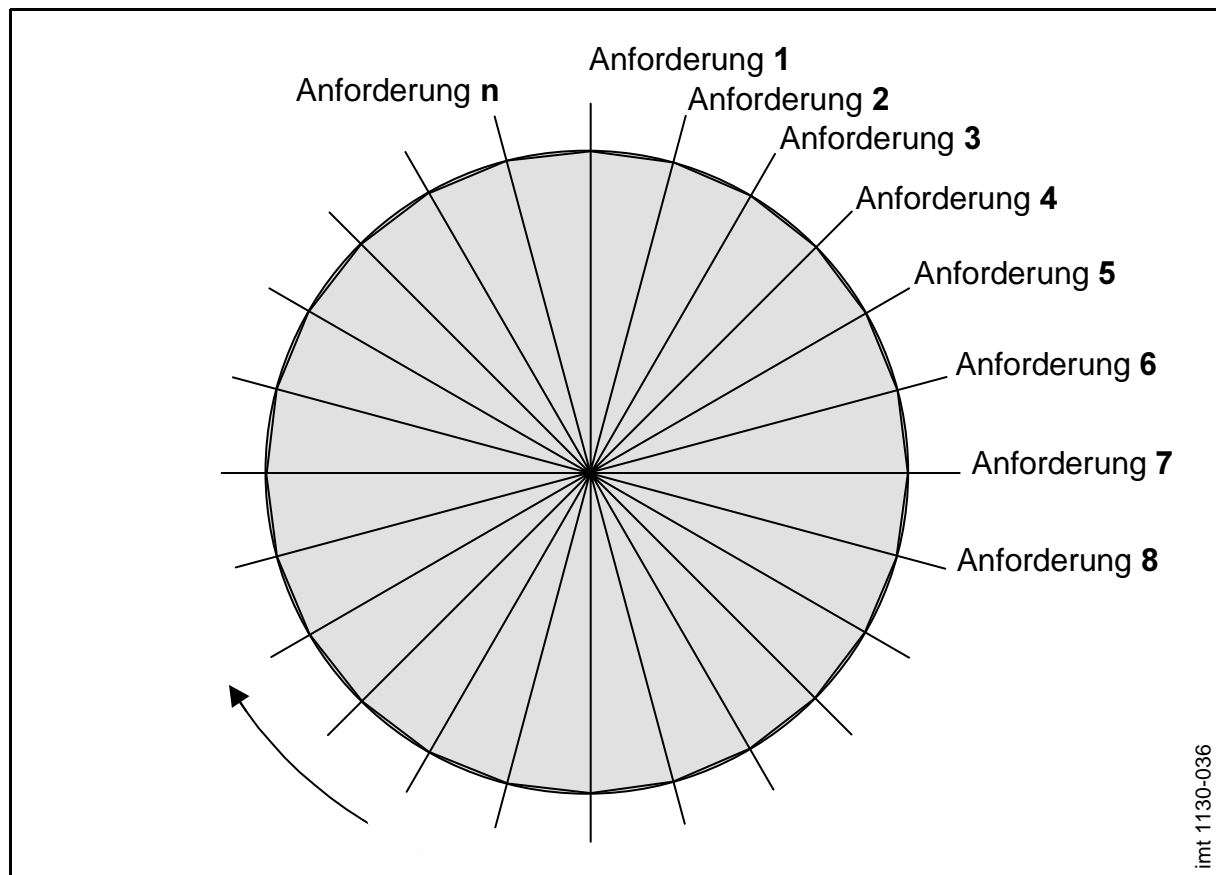 Anforderung 1
Anforderung n
Anforderung 2
Anforderung 3
Anforderung 4
Anforderung 5
Anforderung 6
Anforderung 7
Anforderung 8
imt 1130-036